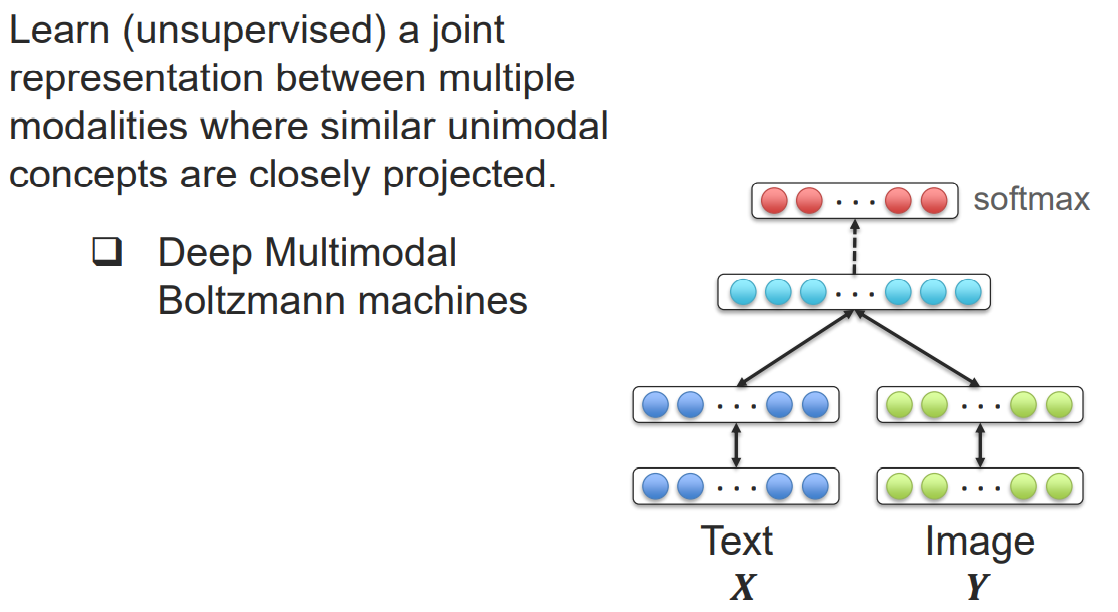 Learn (unsupervised) a joint
representation between multiple
modalities where similar unimodal
concepts are closely projected.
❑ Deep Multimodal
Boltzmann machines
softmax
Text
Image
X
Y